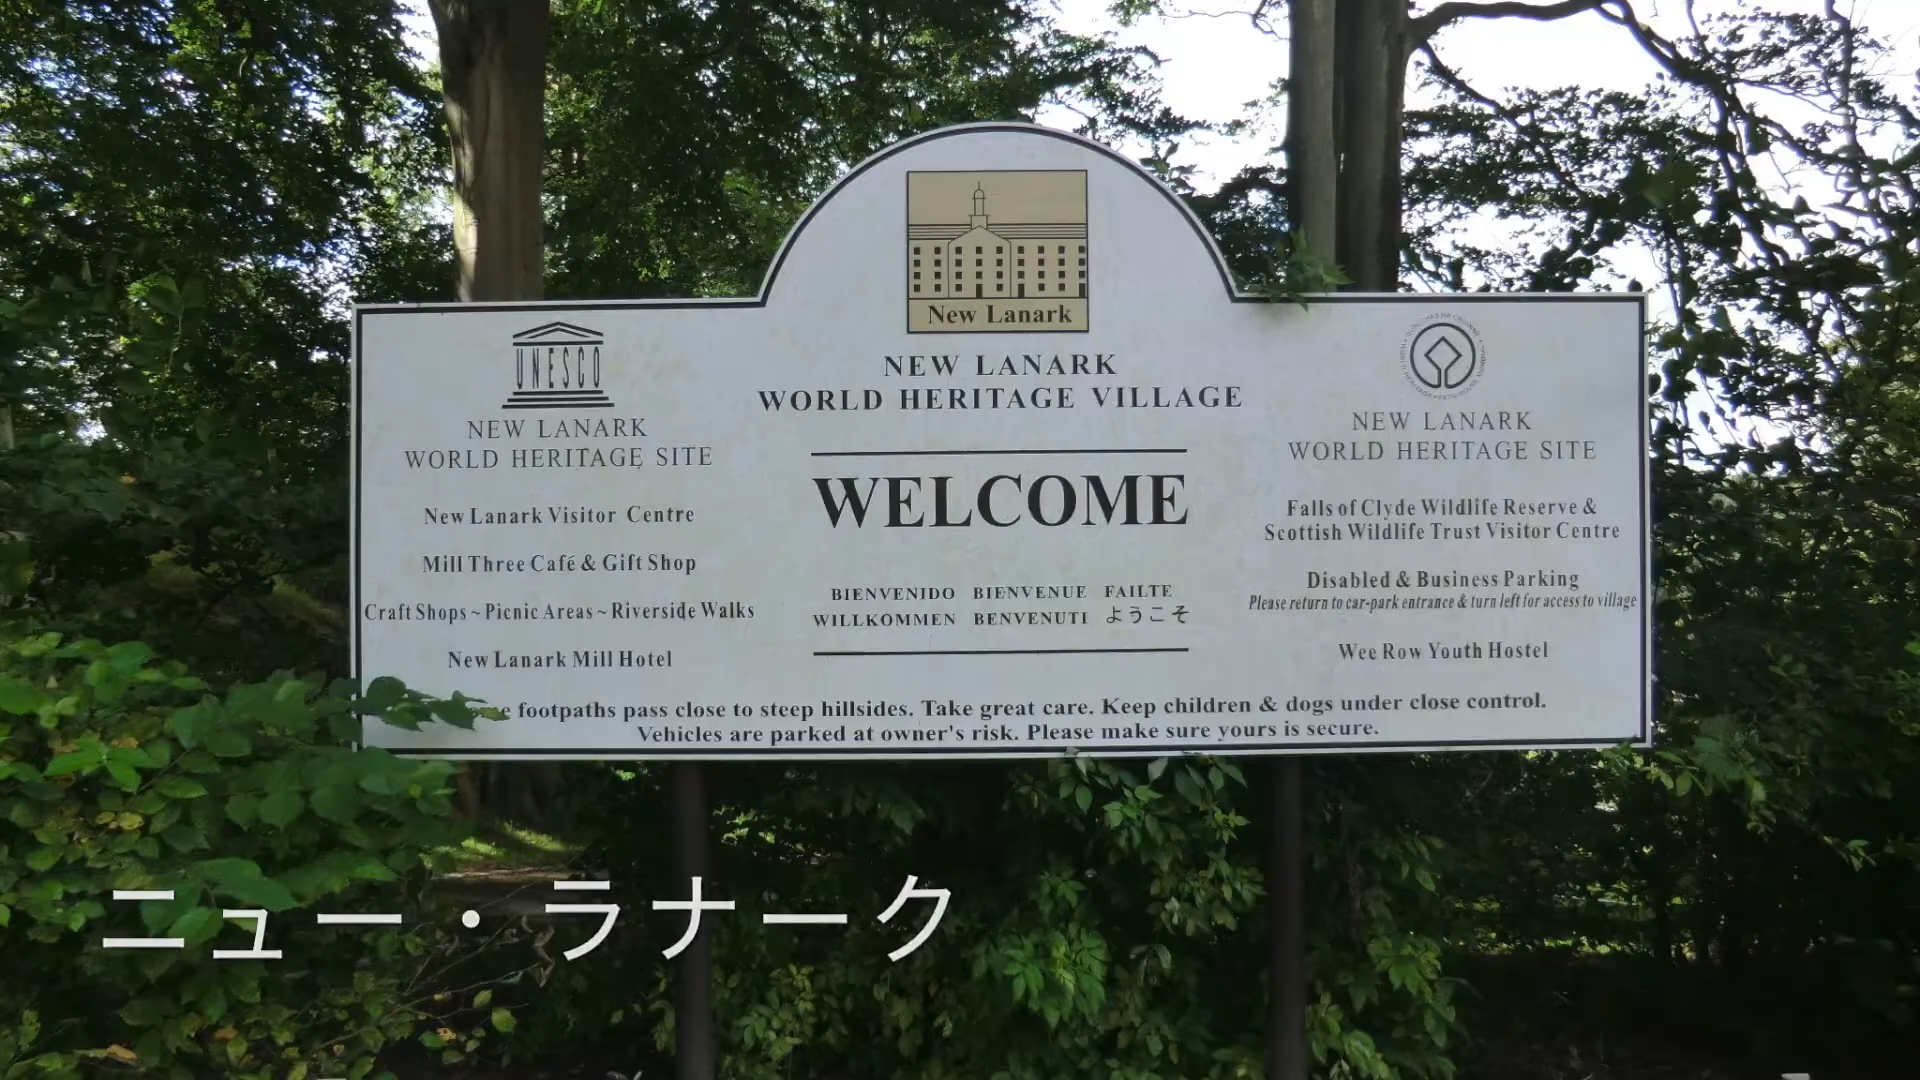 New Lanark
NEW LANARK
WORLD HERITAGE VILLAGE
WELCOME
BIENVENIDO BIENVENUE FAILTE
WILLKOMMEN BENVENUTI ようこそ
UNESCO
NEW LANARK
WORLD HERITAGE SITE
New Lanark Visitor Centre
Mill Three Café & Gift Shop
Craft Shops ~ Picnic Areas ~ Riverside Walks
New Lanark Mill Hotel
NEW LANARK
WORLD HERITAGE SITE
Falls of Clyde Wildlife Reserve &
Scottish Wildlife Trust Visitor Centre
Disabled & Business Parking
Please return to car-park entrance & turn left for access to village
Wee Row Youth Hostel
footpaths pass close to steep hillsides. Take great care. Keep children & dogs under close control.
Vehicles are parked at owner's risk. Please make sure yours is secure.
ニュー・ラナーク